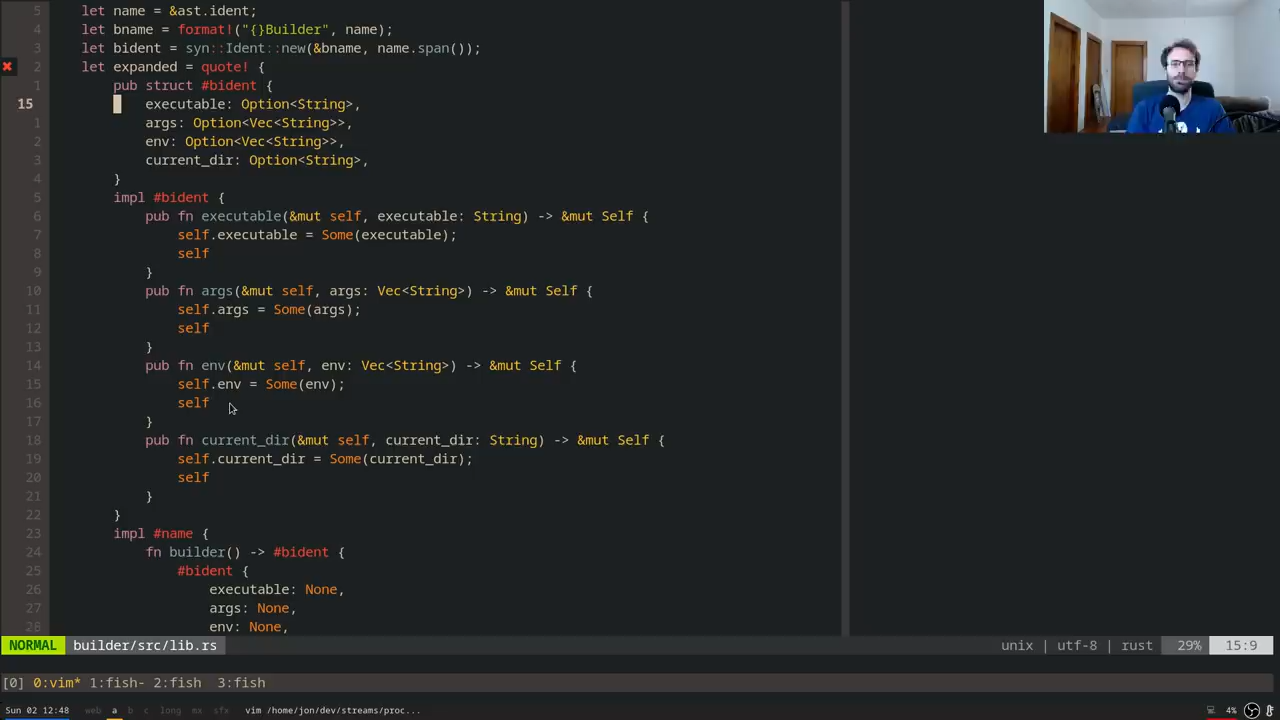 5 let name = &ast.ident;
4 let bname = format!("{}Builder", name);
3 let bident = syn::Ident::new(&bname, name.span());
2 let expanded = quote! {
1 pub struct #bident {
15 executable: Option<String>,
1 args: Option<Vec<String>>,
2 env: Option<Vec<String>>,
3 current_dir: Option<String>,
4 }
5 impl #bident {
6 pub fn executable(&mut self, executable: String) -> &mut Self {
7 self.executable = Some(executable);
8 self
9 }
10 pub fn args(&mut self, args: Vec<String>) -> &mut Self {
11 self.args = Some(args);
12 self
13 }
14 pub fn env(&mut self, env: Vec<String>) -> &mut Self {
15 self.env = Some(env);
16 self
17 }
18 pub fn current_dir(&mut self, current_dir: String) -> &mut Self {
19 self.current_dir = Some(current_dir);
20 self
21 }
22 }
23 impl #name {
24 fn builder() -> #bident {
25 #bident {
26 executable: None,
27 args: None,
28 env: None,
NORMAL builder/src/lib.rs unix | utf-8 | rust 29% 15:9
[0] 0:vim* 1:fish- 2:fish 3:fish
Sun 02 12:48 web a b c long mx sfx vim /home/jon/dev/streams/proc... 4%